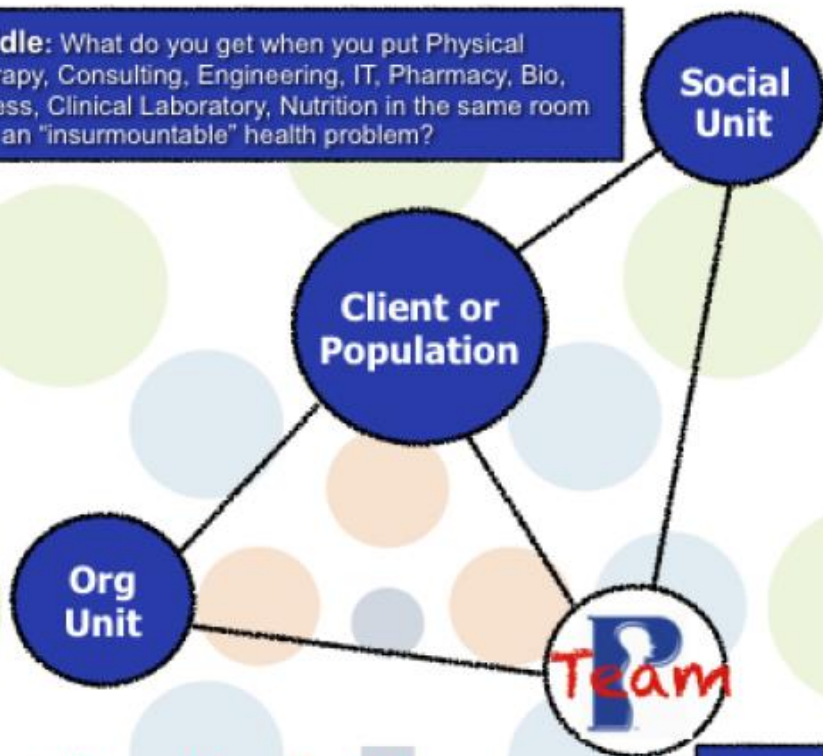 dle: What do you get when you put Physical
rapy, Consulting, Engineering, IT, Pharmacy, Bio,
ess, Clinical Laboratory, Nutrition in the same room
an “insurmountable” health problem?
Social
Unit
Client or
Population
Org
Unit
P
Team